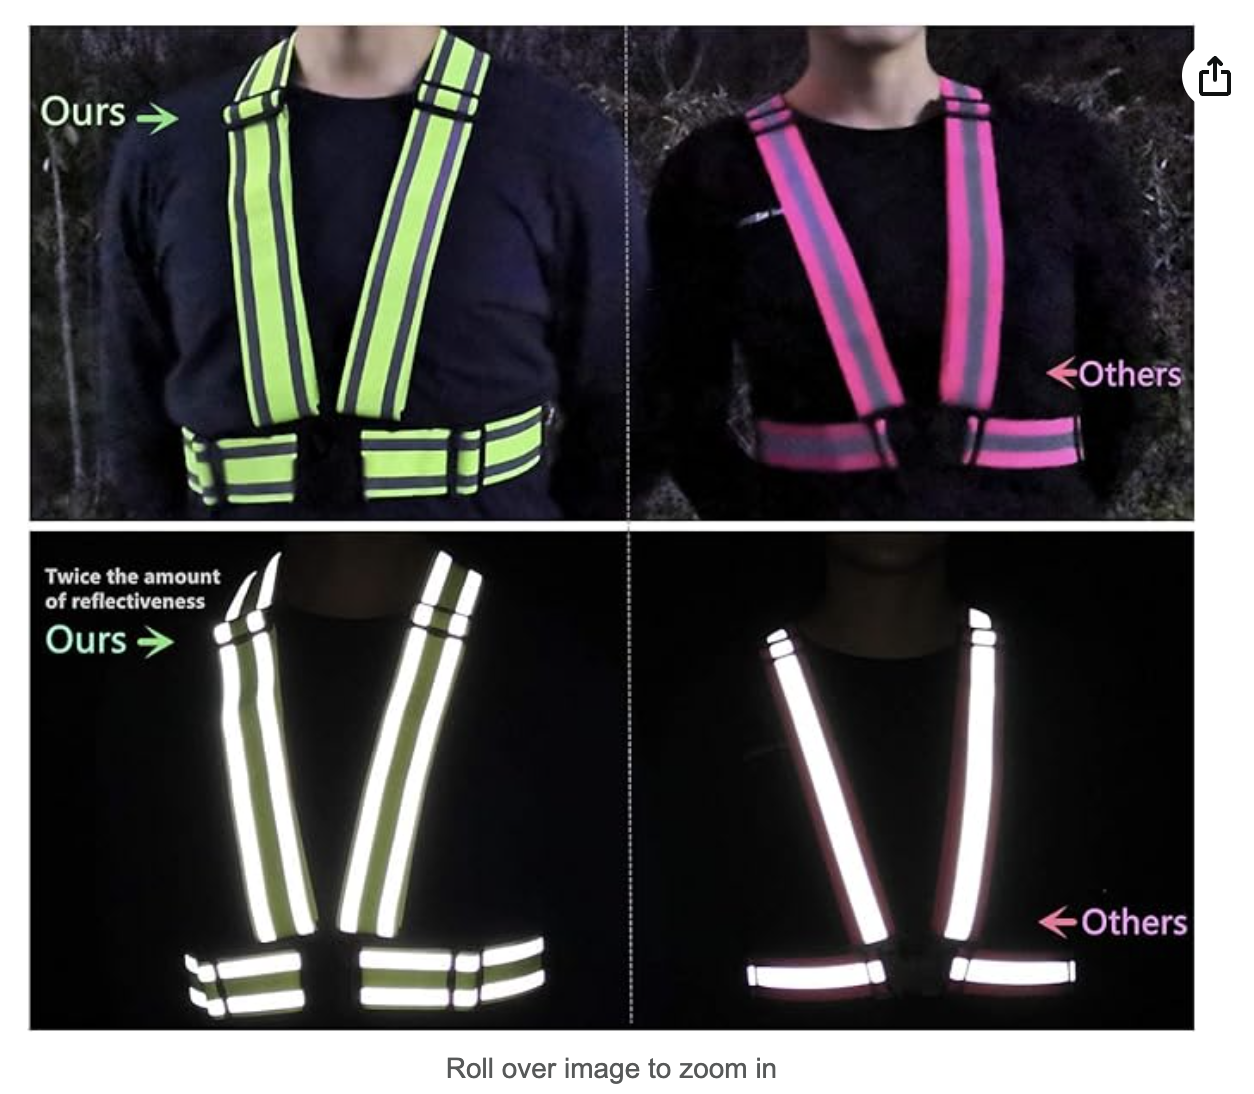 Ours
Others
Twice the amount
of reflectiveness
Ours
Others
Roll over image to zoom in